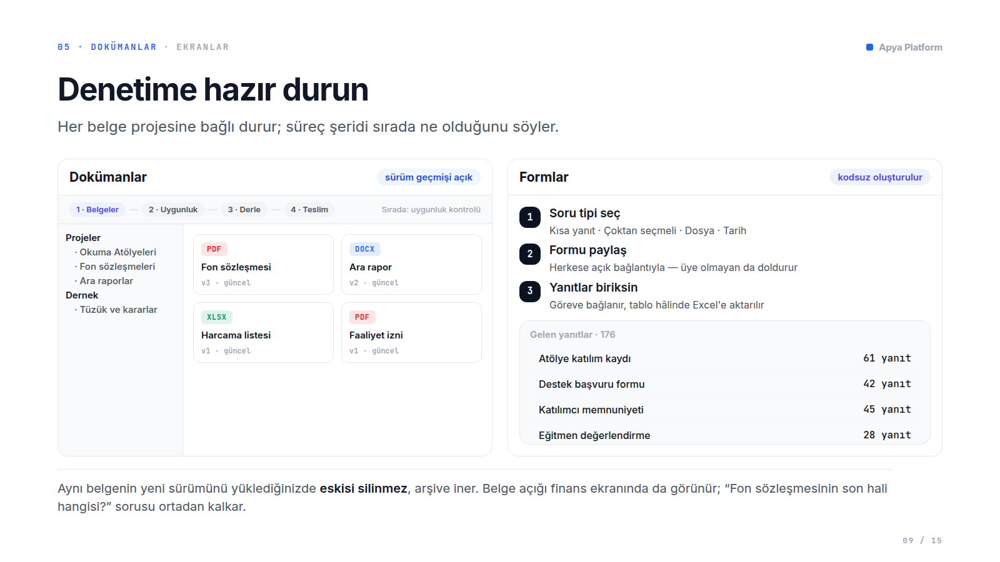 05 · DOKÜMANLAR · EKRANLAR
Apya Platform
Denetime hazır durun
Her belge projesine bağlı durur; süreç şeridi sırada ne olduğunu söyler.
Dokümanlar
sürüm geçmişi açık
1 · Belgeler
2 · Uygunluk
3 · Derle
4 · Teslim
Sırada: uygunluk kontrolü
Projeler
· Okuma Atölyeleri
· Fon sözleşmeleri
· Ara raporlar
Dernek
· Tüzük ve kararlar
PDF
Fon sözleşmesi
v3 · güncel
DOCX
Ara rapor
v2 · güncel
XLSX
Harcama listesi
v1 · güncel
PDF
Faaliyet izni
v1 · güncel
Formlar
kodsuz oluşturulur
1
Soru tipi seç
Kısa yanıt · Çoktan seçmeli · Dosya · Tarih
2
Formu paylaş
Herkese açık bağlantıyla — üye olmayan da doldurur
3
Yanıtlar biriksin
Göreve bağlanır, tablo hâlinde Excel'e aktarılır
Gelen yanıtlar · 176
Atölye katılım kaydı 61 yanıt
Destek başvuru formu 42 yanıt
Katılımcı memnuniyeti 45 yanıt
Eğitmen değerlendirme 28 yanıt
Aynı belgenin yeni sürümünü yüklediğinizde eskisi silinmez, arşive iner. Belge açığı finans ekranında da görünür; “Fon sözleşmesinin son hali
hangisi?” sorusu ortadan kalkar.
09 / 15